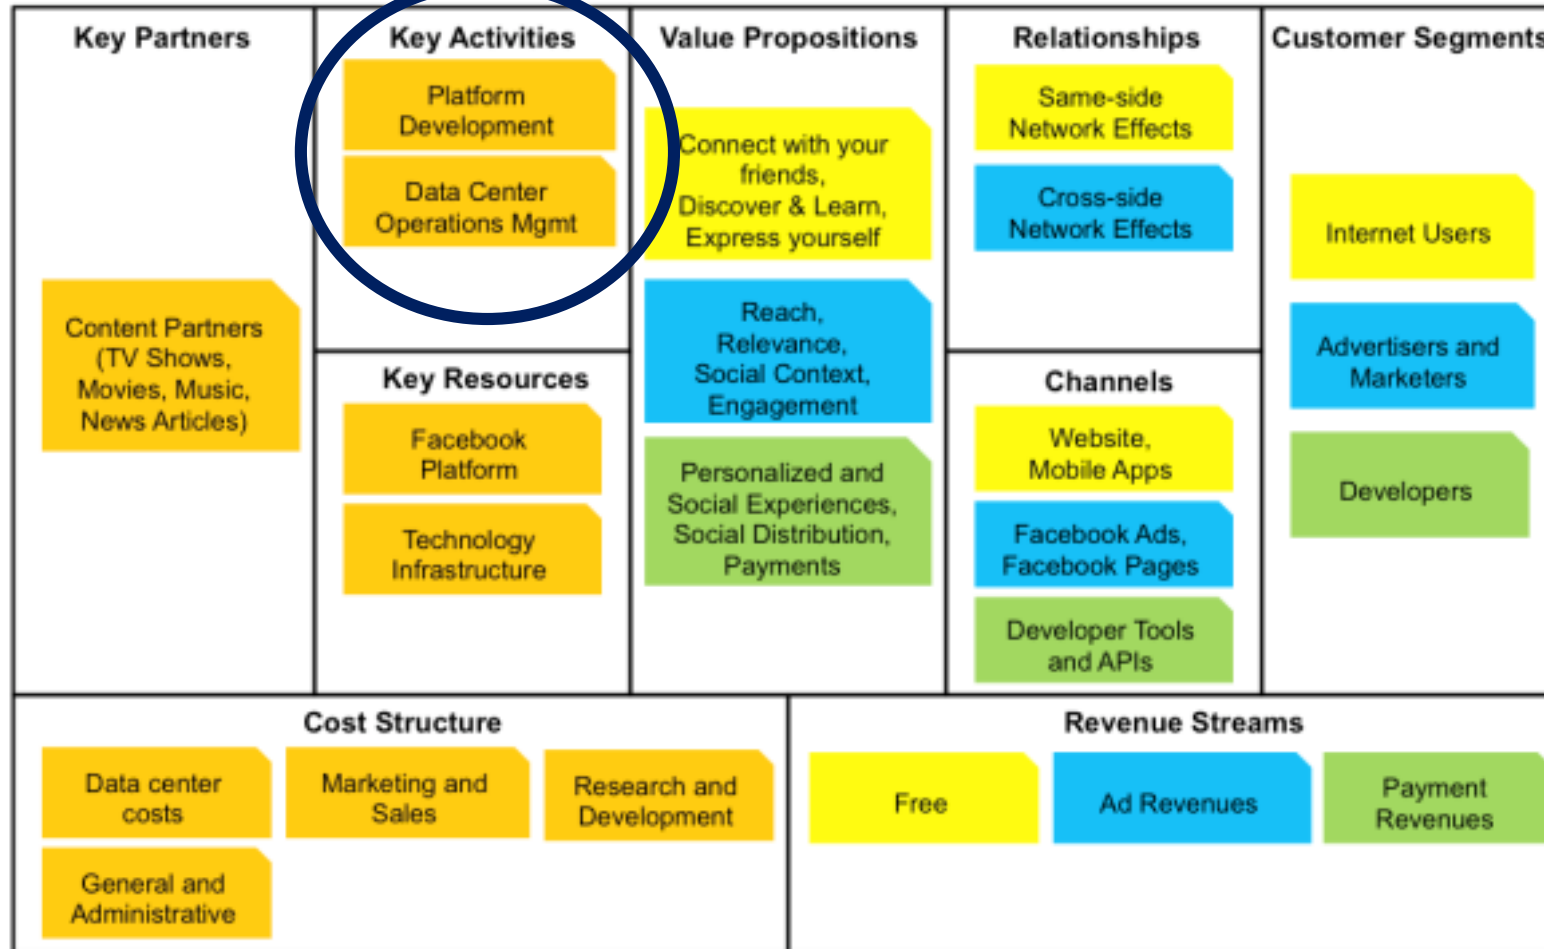 Key Partners
Content Partners
(TV Shows,
Movies, Music,
News Articles)
Key Activities
Platform
Development
Data Center
Operations Mgmt
Key Resources
Facebook
Platform
Technology
Infrastructure
Value Propositions
Connect with your
friends,
Discover & Learn,
Express yourself
Reach,
Relevance,
Social Context,
Engagement
Personalized and
Social Experiences,
Social Distribution,
Payments
Relationships
Same-side
Network Effects
Cross-side
Network Effects
Channels
Website,
Mobile Apps
Facebook Ads,
Facebook Pages
Developer Tools
and APIs
Customer Segments
Internet Users
Advertisers and
Marketers
Developers
Cost Structure
Data center
costs
Marketing and
Sales
Research and
Development
General and
Administrative
Revenue Streams
Free
Ad Revenues
Payment
Revenues